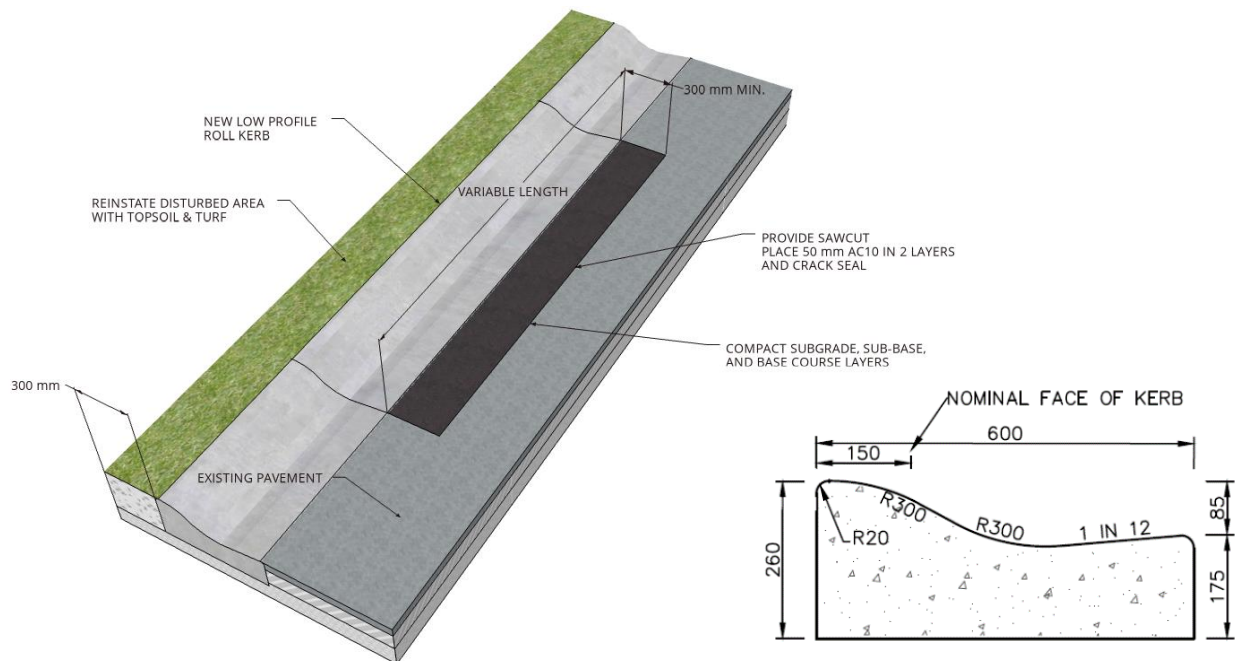 300 mm MIN.
NEW LOW PROFILE
ROLL KERB
VARIABLE LENGTH
REINSTATE DISTURBED AREA
WITH TOPSOIL & TURF
PROVIDE SAWCUT
PLACE 50 mm AC10 IN 2 LAYERS
AND CRACK SEAL
COMPACT SUBGRADE, SUB-BASE,
AND BASE COURSE LAYERS
300 mm
EXISTING PAVEMENT
NOMINAL FACE OF KERB
600
150
R300
R300
1 IN 12
R20
85
260
175